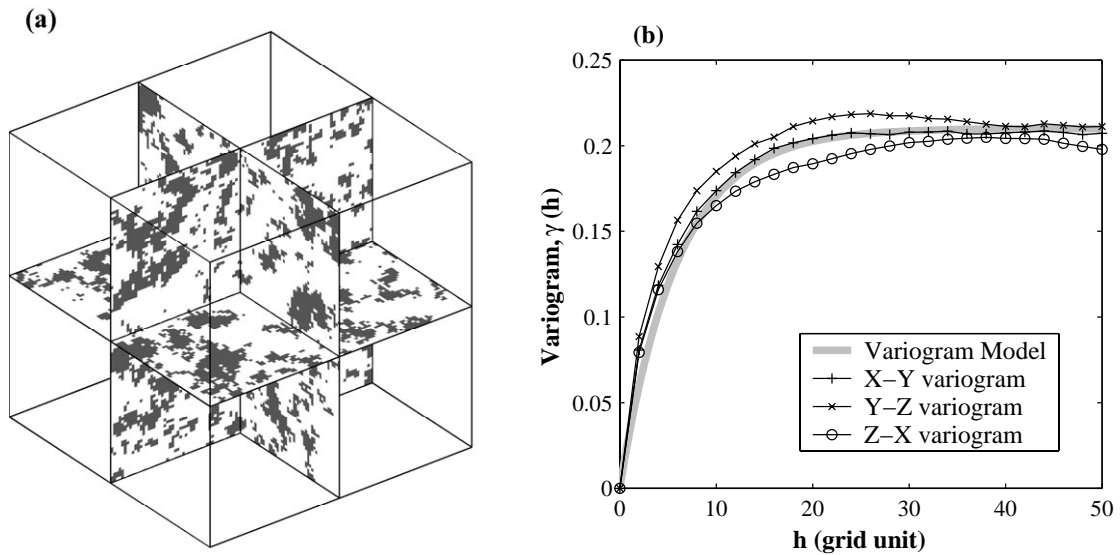 (a)
(b)
0.25
0.2
0.15
0.1
0.05
0
Variogram, γ (h)
Variogram Model
X−Y variogram
Y−Z variogram
Z−X variogram
0
10
20
30
40
50
h (grid unit)